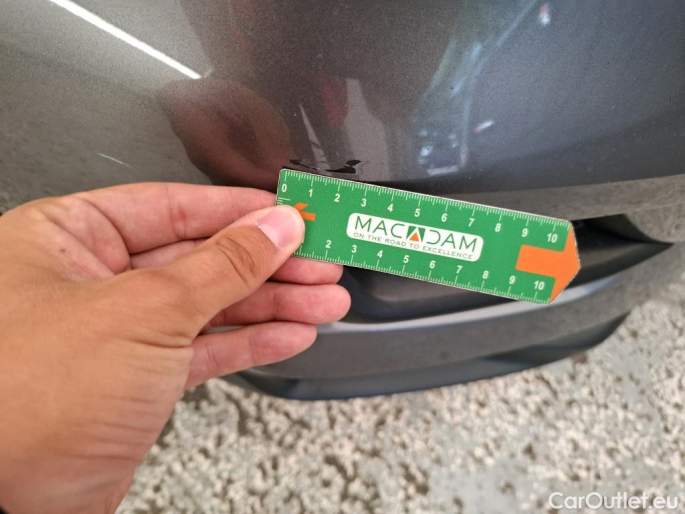 0 1 2 3 4 5 6 7 8 9 10
MACADAM
ON THE ROAD TO EXCELLENCE
2 3 4 5 6 7 8 9 10
CarOutlet.eu